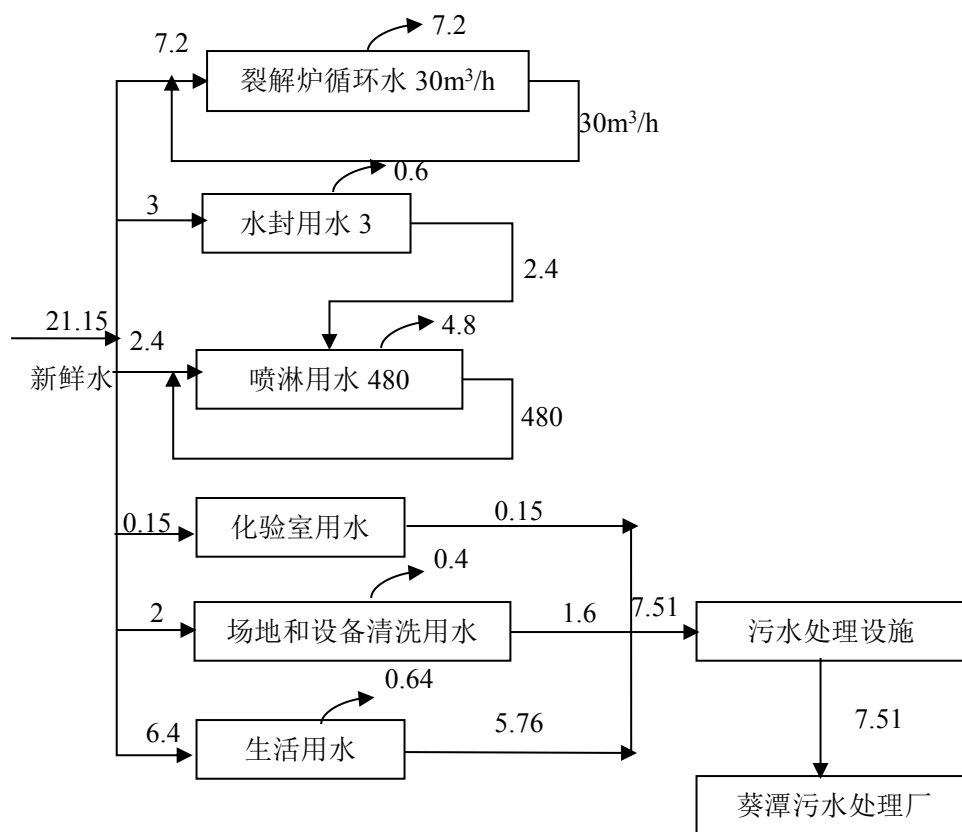 7.2
7.2
裂解炉循环水 30m³/h
30m³/h
0.6
3
水封用水 3
2.4
21.15
新鲜水
2.4
4.8
喷淋用水 480
480
0.15
化验室用水
0.15
0.4
2
场地和设备清洗用水
1.6
7.51
污水处理设施
0.64
6.4
生活用水
5.76
7.51
葵潭污水处理厂